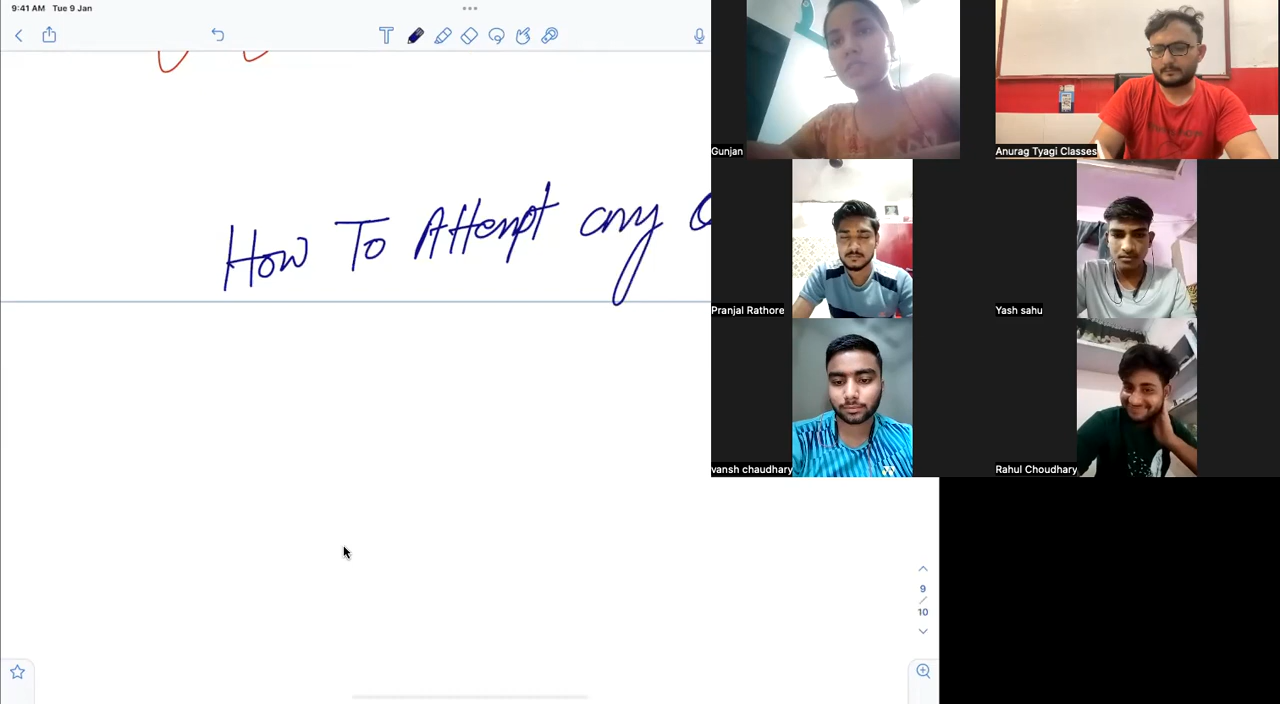 9:41 AM Tue 9 Jan
How To Attempt any
Gunjan
Anurag Tyagi Classes
Pranjal Rathore
Yash sahu
vansh chaudhary
Rahul Choudhary
9
10